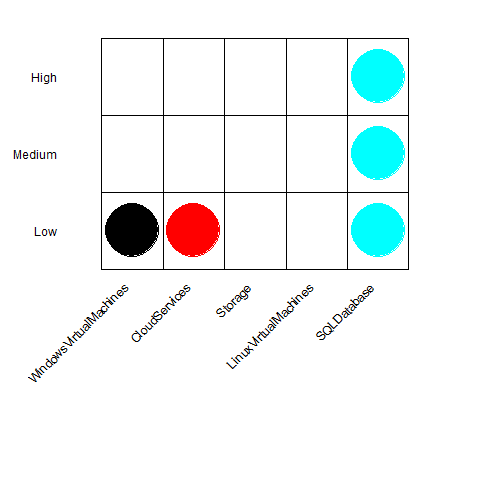 High
Medium
Low
WindowsVirtualMachines
CloudServices
Storage
LinuxVirtualMachines
SQLDatabase